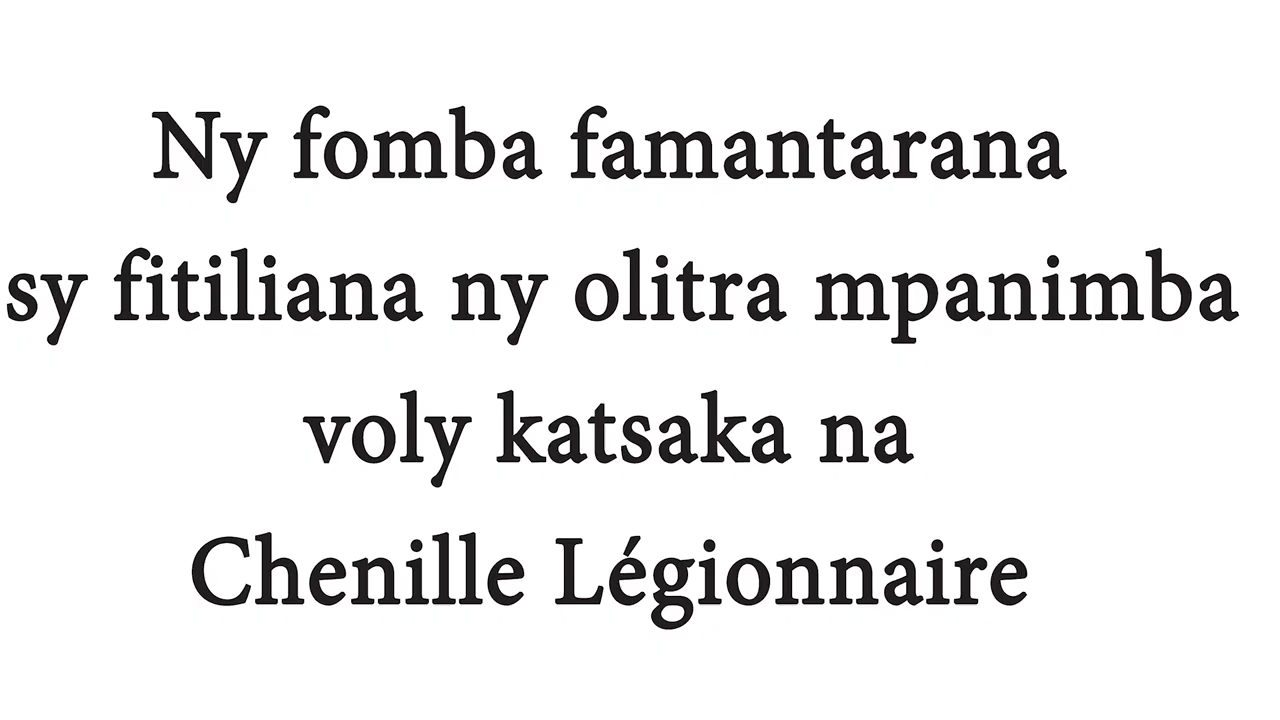 Ny fomba famantarana
sy fitiliana ny olitra mpanimba
voly katsaka na
Chenille Légionnaire